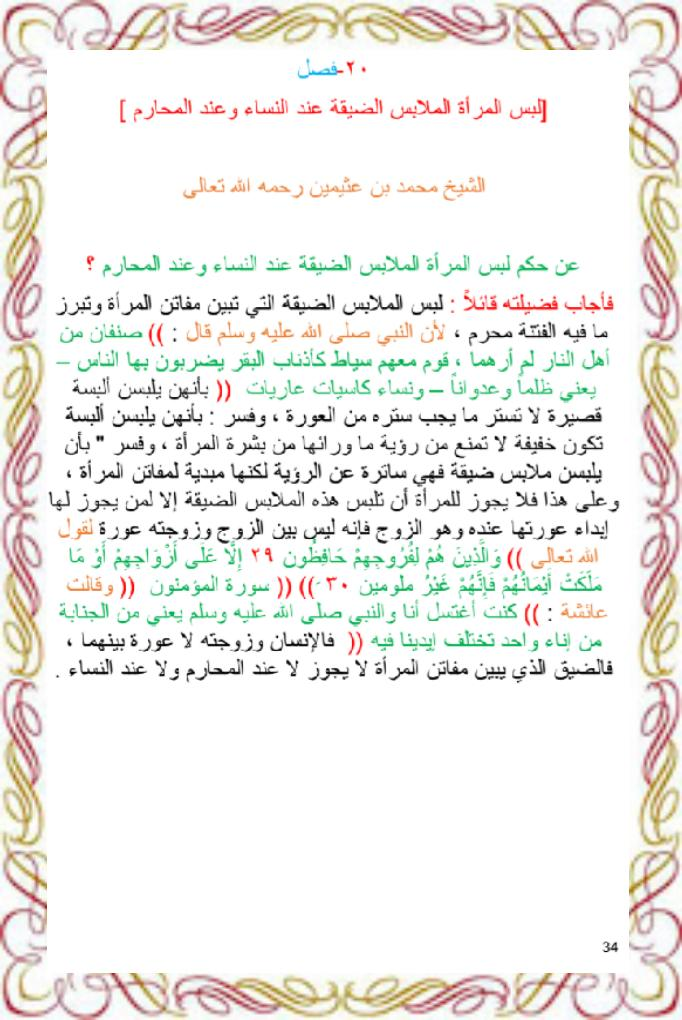 ٢٠-فصل
[لبس المرأة الملابس الضيقة عند النساء وعند المحارم ]
الشيخ محمد بن عثيمين رحمه الله تعالى
عن حكم لبس المرأة الملابس الضيقة عند النساء وعند المحارم ؟
فأجاب فضيلته قائلاً : لبس الملابس الضيقة التي تبين مفاتن المرأة وتبرز
ما فيه الفتنة محرم ، لأن النبي صلى الله عليه وسلم قال : )) صنفان من
أهل النار لم أرهما ، قوم معهم سياط كأذناب البقر يضربون بها الناس –
يعني ظلماً وعدواناً – ونساء كاسيات عاريات (( بأنهن يلبسن ألبسة
قصيرة لا تستر ما يجب ستره من العورة ، وفسر : بأنهن يلبسن ألبسة
تكون خفيفة لا تمنع من رؤية ما ورائها من بشرة المرأة ، وفسر " بأن
يلبسن ملابس ضيقة فهي ساترة عن الرؤية لكنها مبدية لمفاتن المرأة ،
وعلى هذا فلا يجوز للمرأة أن تلبس هذه الملابس الضيقة إلا لمن يجوز لها
إبداء عورتها عنده وهو الزوج فإنه ليس بين الزوج وزوجته عورة لقول
الله تعالى )) وَالَّذِينَ هُمْ لِفُرُوجِهِمْ حَافِظُون ٢٩ إِلَّا عَلَى أَزْوَاجِهِمْ أَوْ مَا
مَلَكَتْ أَيْمَانُهُمْ فَإِنَّهُمْ غَيْرُ ملومين ٣٠ )) (( سورة المؤمنون (( وقالت
عائشة : )) كنت أغتسل أنا والنبي صلى الله عليه وسلم يعني من الجنابة
من إناء واحد تختلف إيدينا فيه (( فالإنسان وزوجته لا عورة بينهما ،
فالضيق الذي يبين مفاتن المرأة لا يجوز لا عند المحارم ولا عند النساء .
34